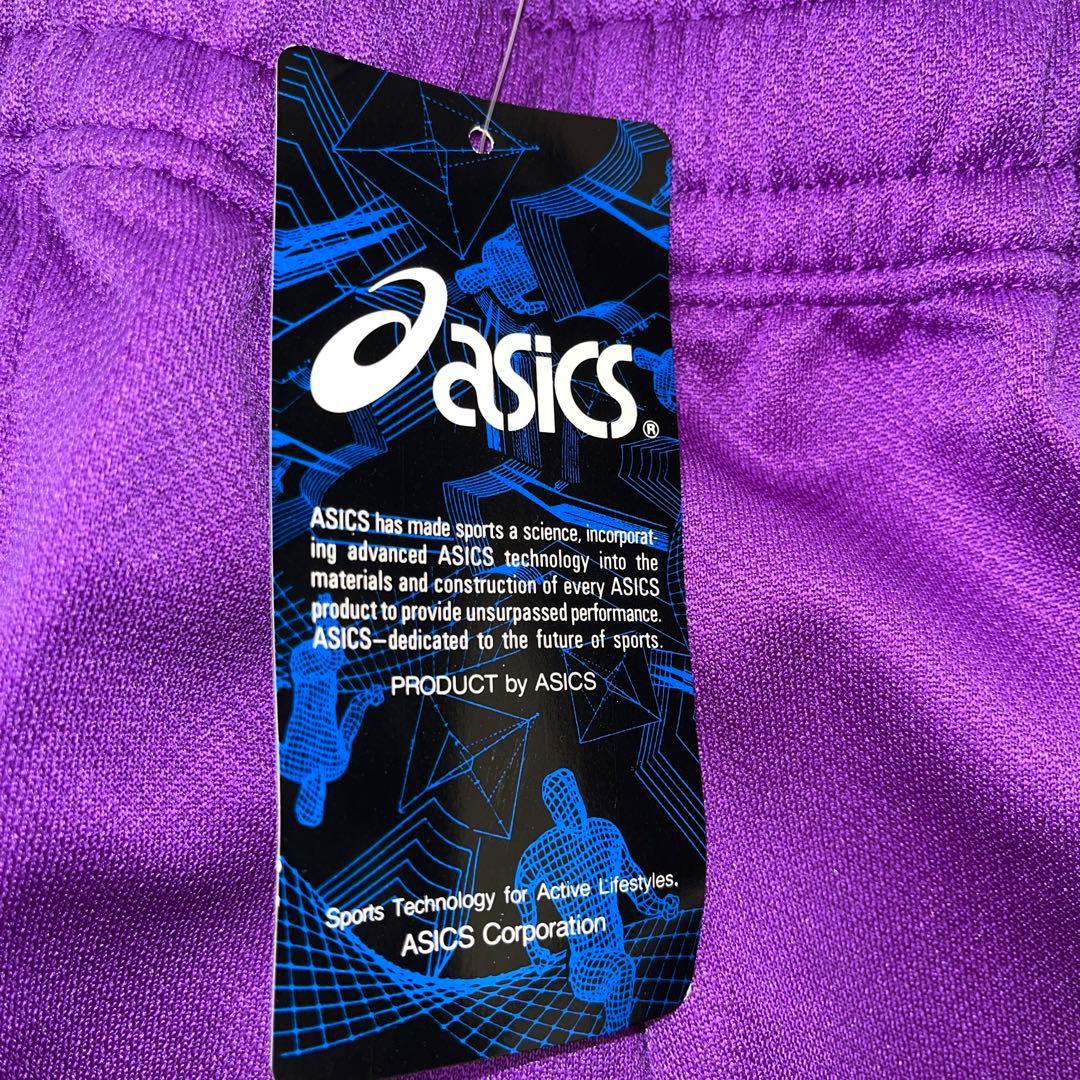 asics®
ASICS has made sports a science, incorporat-
ing advanced ASICS technology into the
materials and construction of every ASICS
product to provide unsurpassed performance.
ASICS—dedicated to the future of sports.
PRODUCT by ASICS
Sports Technology for Active Lifestyles.
ASICS Corporation